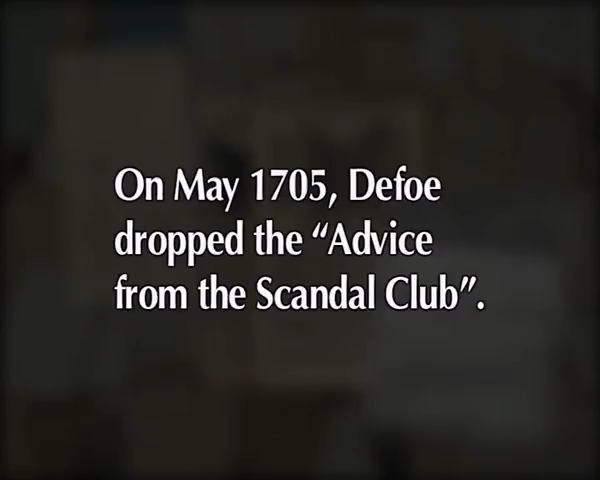 On May 1705, Defoe
dropped the “Advice
from the Scandal Club”.